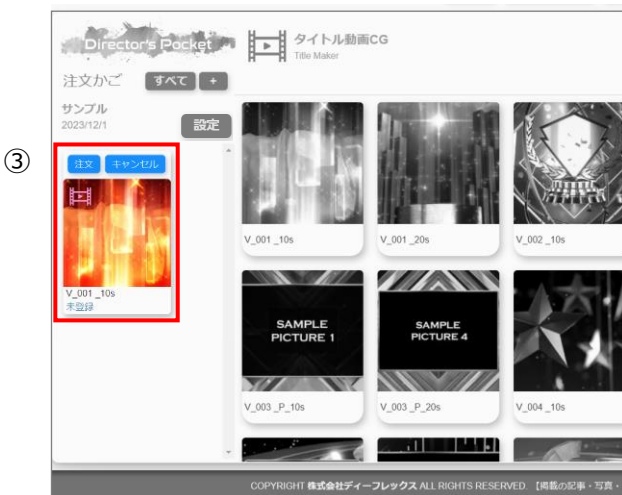 Director's Pocket
タイトル動画CG
Title Maker
注文かご
すべて
+
サンプル
2023/12/1
設定
③
注文
キャンセル
V_001 _10s
未登録
V_001 _10s
V_001 _20s
V_002 _10s
SAMPLE
PICTURE 1
SAMPLE
PICTURE 4
V_003 _P_10s
V_003 _P_20s
V_004 _10s
COPYRIGHT 株式会社ディーフレックス ALL RIGHTS RESERVED. 【掲載の記事・写真・